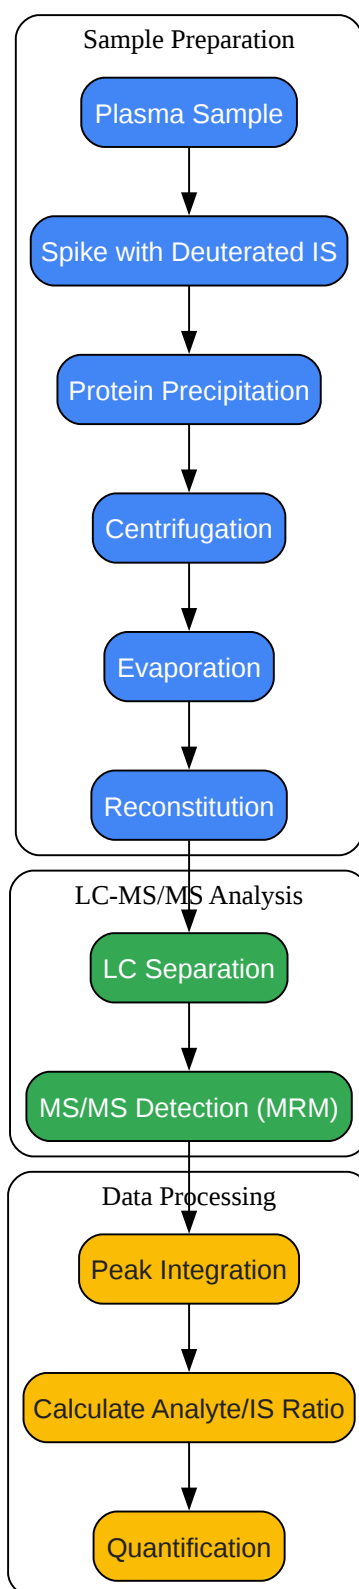 Sample Preparation
Plasma Sample
Spike with Deuterated IS
Protein Precipitation
Centrifugation
Evaporation
Reconstitution
LC-MS/MS Analysis
LC Separation
MS/MS Detection (MRM)
Data Processing
Peak Integration
Calculate Analyte/IS Ratio
Quantification